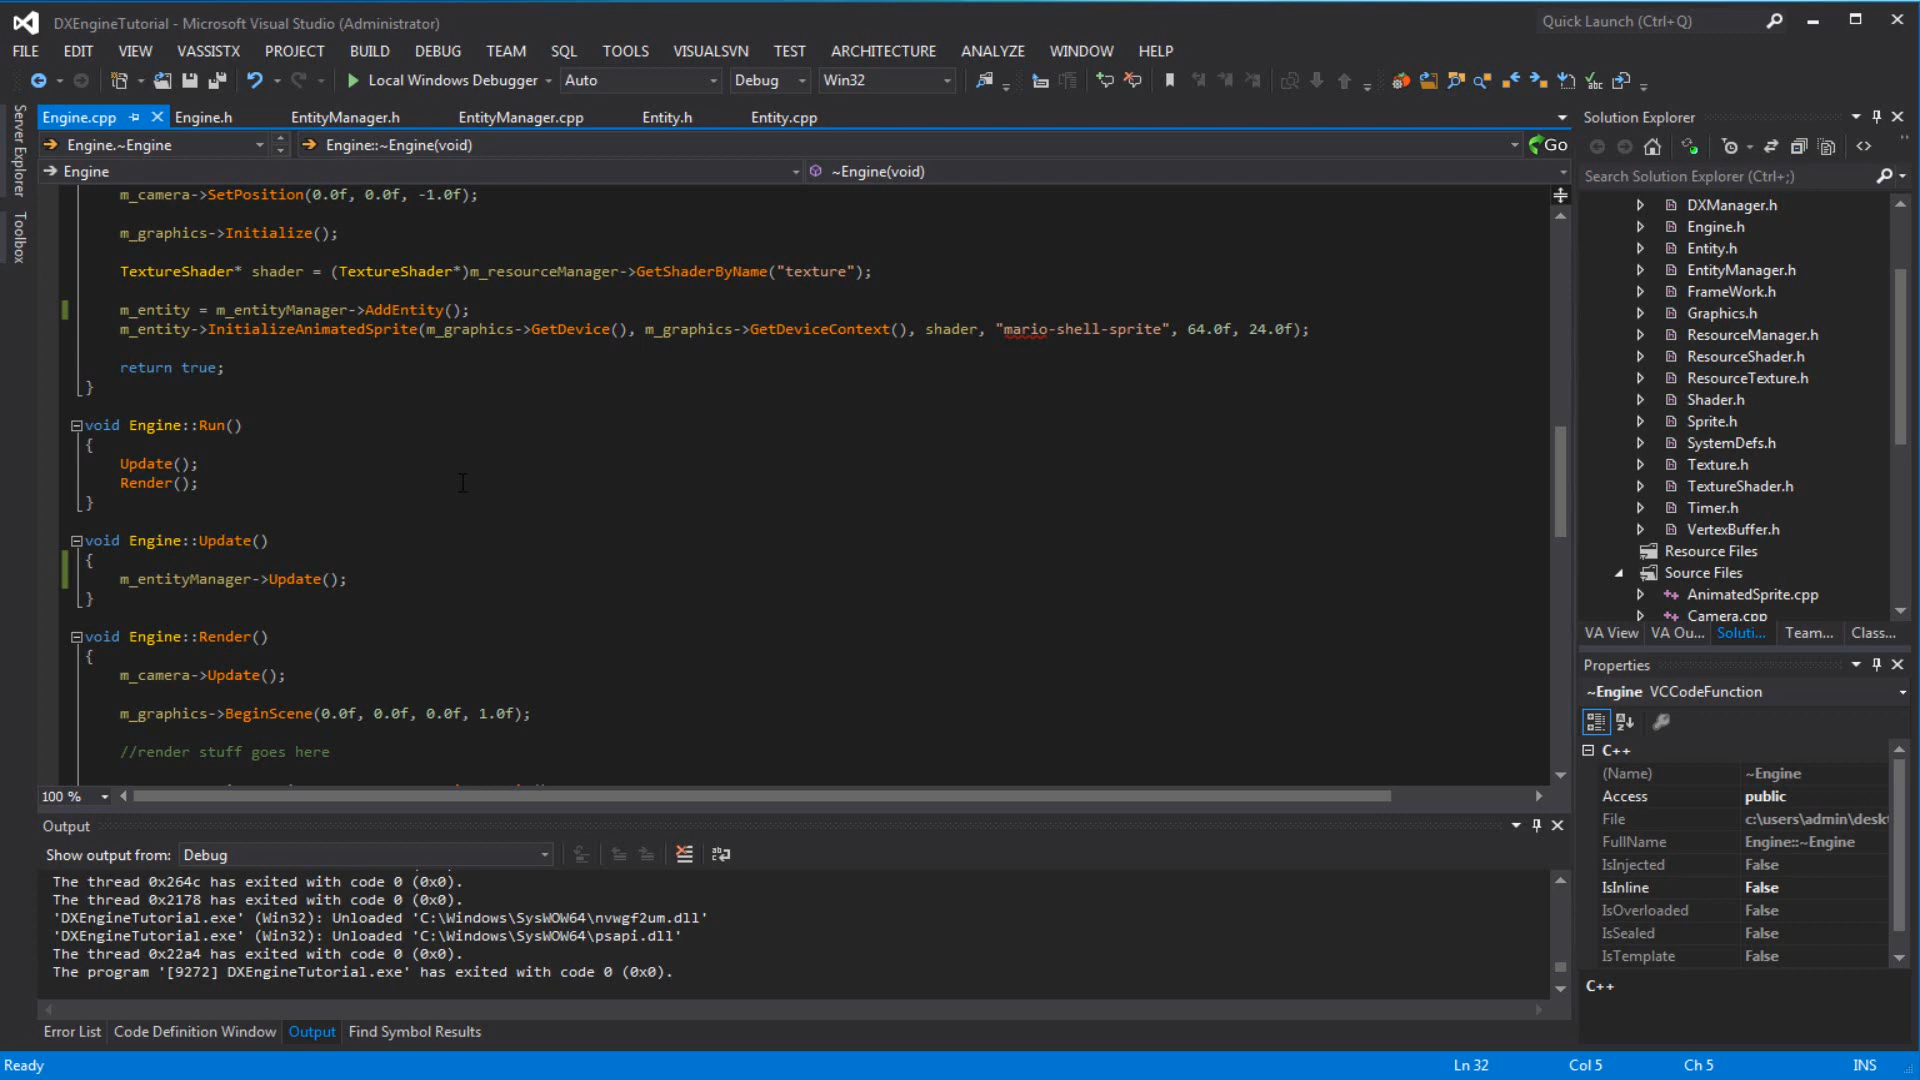 DXEngineTutorial - Microsoft Visual Studio (Administrator)
Quick Launch (Ctrl+Q)
FILE EDIT VIEW VASSISTX PROJECT BUILD DEBUG TEAM SQL TOOLS VISUALSVN TEST ARCHITECTURE ANALYZE WINDOW HELP
Local Windows Debugger Auto Debug Win32
Server Explorer
Toolbox
Engine.cpp Engine.h EntityManager.h EntityManager.cpp Entity.h Entity.cpp
Engine.~Engine Engine::~Engine(void) Go
Engine ~Engine(void)
m_camera->SetPosition(0.0f, 0.0f, -1.0f);
m_graphics->Initialize();
TextureShader* shader = (TextureShader*)m_resourceManager->GetShaderByName("texture");
m_entity = m_entityManager->AddEntity();
m_entity->InitializeAnimatedSprite(m_graphics->GetDevice(), m_graphics->GetDeviceContext(), shader, "mario-shell-sprite", 64.0f, 24.0f);
return true;
}
void Engine::Run()
{
Update();
Render();
}
void Engine::Update()
{
m_entityManager->Update();
}
void Engine::Render()
{
m_camera->Update();
m_graphics->BeginScene(0.0f, 0.0f, 0.0f, 1.0f);
//render stuff goes here
100 %
Output
Show output from: Debug
The thread 0x264c has exited with code 0 (0x0).
The thread 0x2178 has exited with code 0 (0x0).
'DXEngineTutorial.exe' (Win32): Unloaded 'C:\Windows\SysWOW64\nvwgf2um.dll'
'DXEngineTutorial.exe' (Win32): Unloaded 'C:\Windows\SysWOW64\psapi.dll'
The thread 0x22a4 has exited with code 0 (0x0).
The program '[9272] DXEngineTutorial.exe' has exited with code 0 (0x0).
Error List Code Definition Window Output Find Symbol Results
Solution Explorer
Search Solution Explorer (Ctrl+;)
DXManager.h
Engine.h
Entity.h
EntityManager.h
FrameWork.h
Graphics.h
ResourceManager.h
ResourceShader.h
ResourceTexture.h
Shader.h
Sprite.h
SystemDefs.h
Texture.h
TextureShader.h
Timer.h
VertexBuffer.h
Resource Files
Source Files
AnimatedSprite.cpp
Camera.cpp
VA View VA Ou... Soluti... Team... Class...
Properties
~Engine VCCodeFunction
C++
(Name) ~Engine
Access public
File c:\users\admin\desk
FullName Engine::~Engine
IsInjected False
IsInline False
IsOverloaded False
IsSealed False
IsTemplate False
C++
Ready Ln 32 Col 5 Ch 5 INS